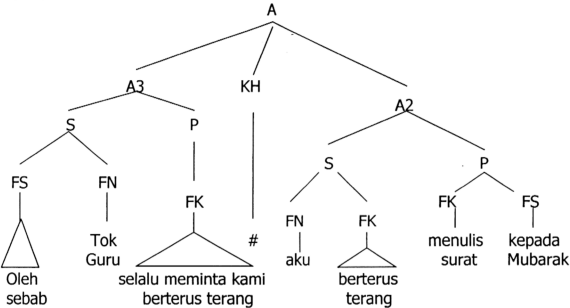 A
A3 KH A2
S P S P
FS FN FK FN FK FK FS
Oleh sebab
Tok Guru
selalu meminta kami berterus terang
#
aku
berterus terang
menulis surat
kepada Mubarak